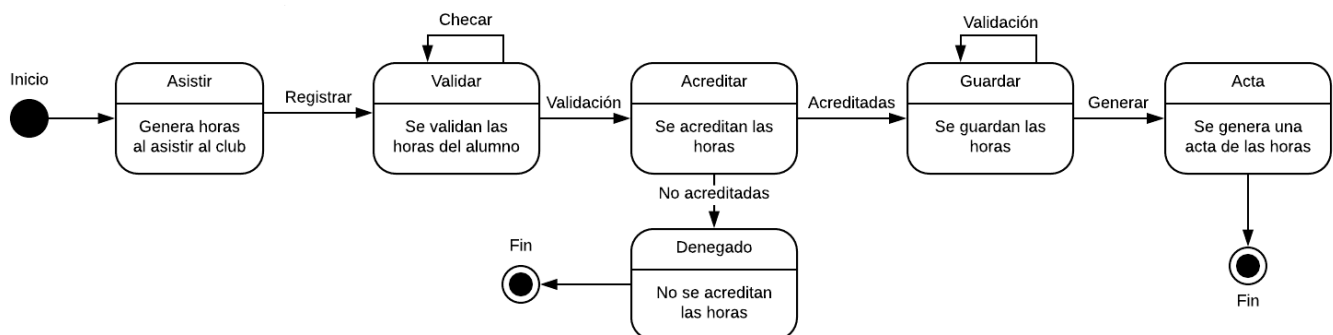 Inicio
Asistir
Genera horas
al asistir al club
Registrar
Checar
Validar
Se validan las
horas del alumno
Validación
Acreditar
Se acreditan las
horas
Acreditadas
Validación
Guardar
Se guardan las
horas
Generar
Acta
Se genera una
acta de las horas
No acreditadas
Denegado
No se acreditan
las horas
Fin
Fin